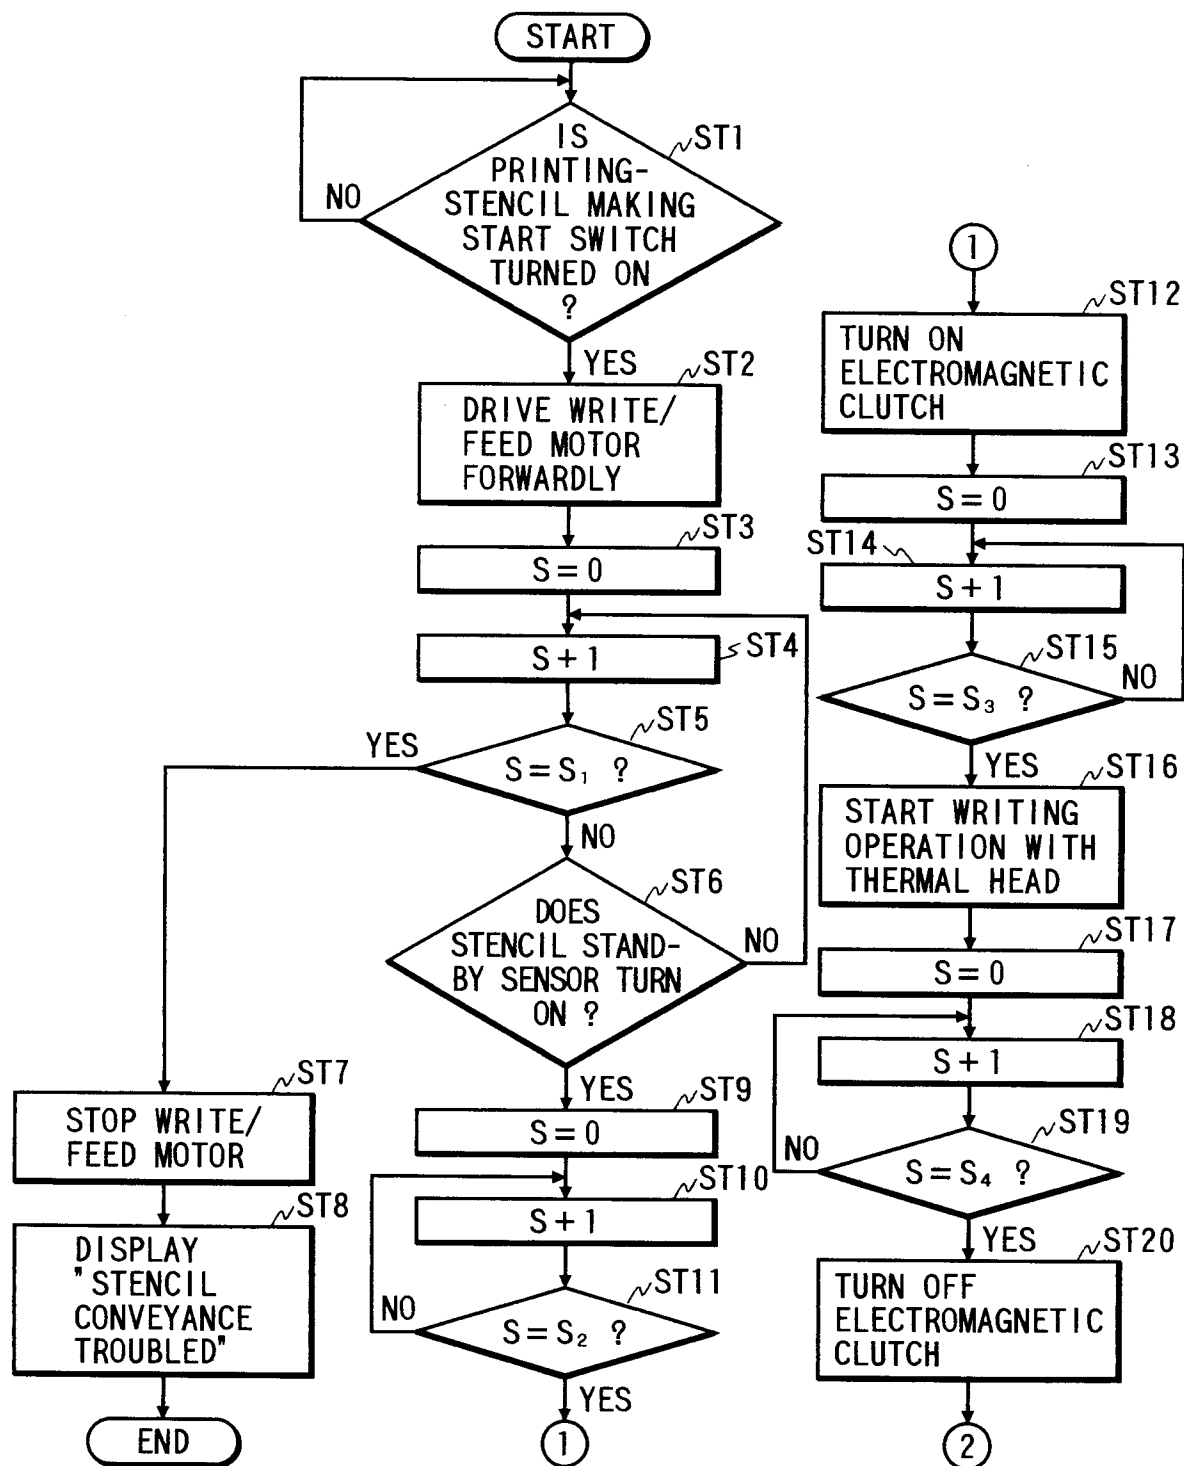 START
ST1
IS
PRINTING-
STENCIL MAKING
START SWITCH
TURNED ON
?
NO
YES
ST2
DRIVE WRITE/
FEED MOTOR
FORWARDLY
ST3
S=0
ST4
S+1
ST5
S=S₁ ?
YES
NO
ST6
DOES
STENCIL STAND-
BY SENSOR TURN
ON ?
NO
YES
ST7
STOP WRITE/
FEED MOTOR
ST8
DISPLAY
"STENCIL
CONVEYANCE
TROUBLED"
END
ST9
S=0
ST10
S+1
ST11
S=S₂ ?
NO
YES
1
1
ST12
TURN ON
ELECTROMAGNETIC
CLUTCH
ST13
S=0
ST14
S+1
ST15
S=S₃ ?
NO
YES
ST16
START WRITING
OPERATION WITH
THERMAL HEAD
ST17
S=0
ST18
S+1
ST19
S=S₄ ?
NO
YES
ST20
TURN OFF
ELECTROMAGNETIC
CLUTCH
2